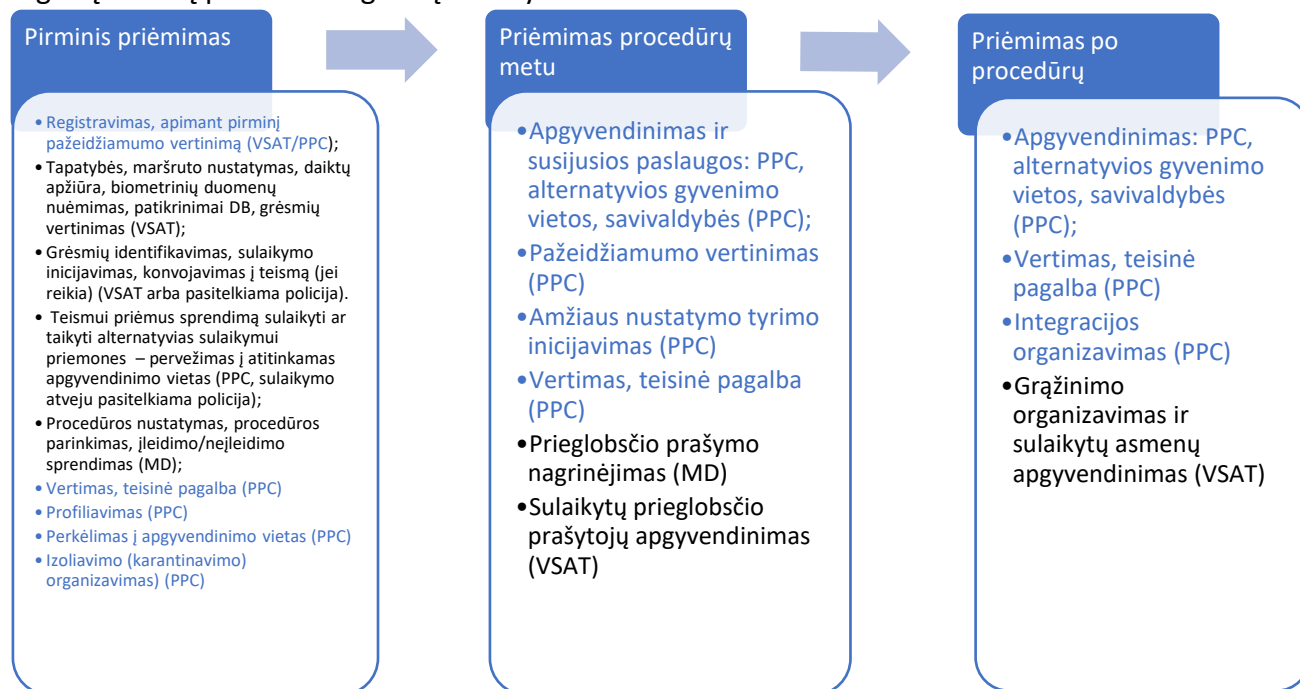 Pirminis priėmimas
• Registravimas, apimant pirminį
pažeidžiamumo vertinimą (VSAT/PPC);
• Tapatybės, maršruto nustatymas, daiktų
apžiūra, biometrinių duomenų
nuėmimas, patikrinimai DB, grėsmių
vertinimas (VSAT);
• Grėsmių identifikavimas, sulaikymo
inicijavimas, konvojavimas į teismą (jei
reikia) (VSAT arba pasitelkiama policija).
• Teismui priėmus sprendimą sulaikyti ar
taikyti alternatyvias sulaikymui
priemones – pervežimas į atitinkamas
apgyvendinimo vietas (PPC, sulaikymo
atveju pasitelkiama policija);
• Procedūros nustatymas, procedūros
parinkimas, įleidimo/neįleidimo
sprendimas (MD);
• Vertimas, teisinė pagalba (PPC)
• Profiliavimas (PPC)
• Perkėlimas į apgyvendinimo vietas (PPC)
• Izoliavimo (karantinavimo)
organizavimas) (PPC)
Priėmimas procedūrų
metu
• Apgyvendinimas ir
susijusios paslaugos: PPC,
alternatyvios gyvenimo
vietos, savivaldybės (PPC);
• Pažeidžiamumo vertinimas
(PPC)
• Amžiaus nustatymo tyrimo
inicijavimas (PPC)
• Vertimas, teisinė pagalba
(PPC)
• Prieglobsčio prašymo
nagrinėjimas (MD)
• Sulaikytų prieglobsčio
prašytojų apgyvendinimas
(VSAT)
Priėmimas po
procedūrų
• Apgyvendinimas: PPC,
alternatyvios gyvenimo
vietos, savivaldybės
(PPC);
• Vertimas, teisinė
pagalba (PPC)
• Integracijos
organizavimas (PPC)
• Grąžinimo
organizavimas ir
sulaikytų asmenų
apgyvendinimas (VSAT)